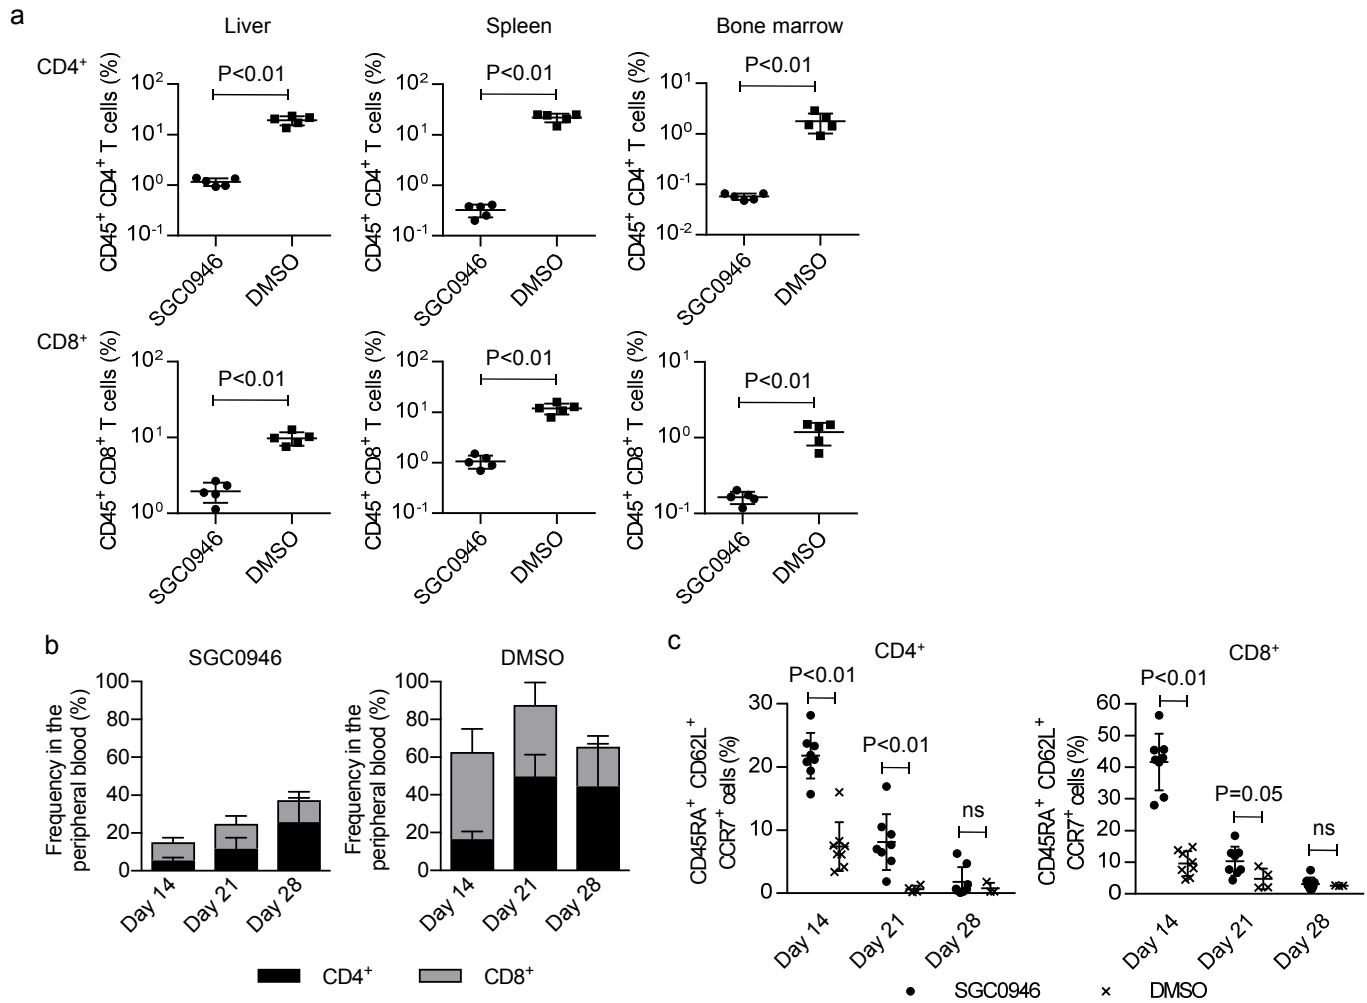 a
Liver
Spleen
Bone marrow
CD4+
CD45+ CD4+ T cells (%)
10²
10¹
10⁰
10⁻¹
P<0.01
SGC0946
DMSO
CD45+ CD4+ T cells (%)
10²
10¹
10⁰
10⁻¹
P<0.01
SGC0946
DMSO
CD45+ CD4+ T cells (%)
10¹
10⁰
10⁻¹
10⁻²
P<0.01
SGC0946
DMSO
CD8+
CD45+ CD8+ T cells (%)
10²
10¹
10⁰
P<0.01
SGC0946
DMSO
CD45+ CD8+ T cells (%)
10²
10¹
10⁰
10⁻¹
P<0.01
SGC0946
DMSO
CD45+ CD8+ T cells (%)
10¹
10⁰
10⁻¹
P<0.01
SGC0946
DMSO
b
SGC0946
Frequency in the
peripheral blood (%)
100
80
60
40
20
0
Day 14
Day 21
Day 28
DMSO
Frequency in the
peripheral blood (%)
100
80
60
40
20
0
Day 14
Day 21
Day 28
CD4+
CD8+
c
CD4+
CD45RA+ CD62L+
CCR7+ cells (%)
30
20
10
0
P<0.01
P<0.01
ns
Day 14
Day 21
Day 28
CD8+
CD45RA+ CD62L+
CCR7+ cells (%)
60
50
40
30
20
10
0
P<0.01
P=0.05
ns
Day 14
Day 21
Day 28
SGC0946
DMSO